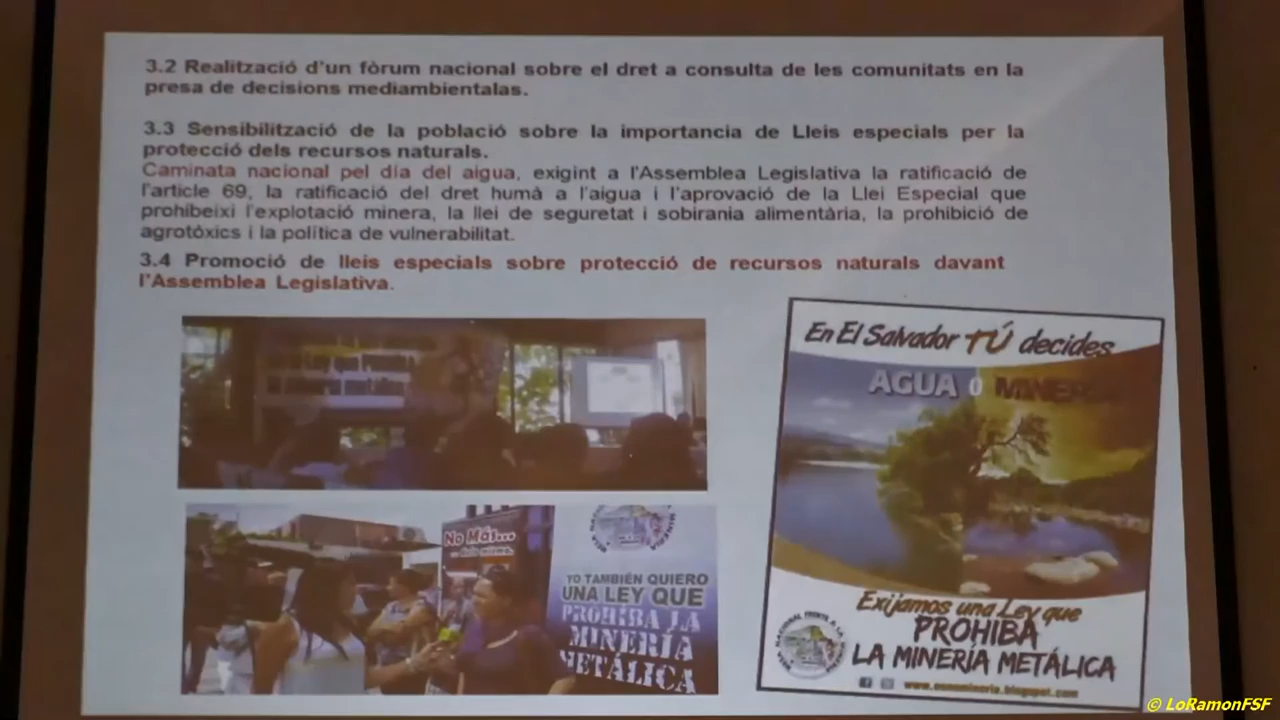 3.2 Realització d'un fòrum nacional sobre el dret a consulta de les comunitats en la
presa de decisions mediambientalas.
3.3 Sensibilització de la població sobre la importancia de Lleis especials per la
protecció dels recursos naturals.
Caminata nacional pel día del aigua, exigint a l'Assemblea Legislativa la ratificació de
l'article 69, la ratificació del dret humà a l'aigua i l'aprovació de la Llei Especial que
prohibeixi l'explotació minera, la llei de seguretat i sobirania alimentària, la prohibició de
agrotòxics i la política de vulnerabilitat.
3.4 Promoció de lleis especials sobre protecció de recursos naturals davant
l'Assemblea Legislativa.
En El Salvador TÚ decides
AGUA O
No Más...
YO TAMBIÉN QUIERO
UNA LEY QUE
PROHIBA LA
MINERÍA
METÁLICA
Exijamos una Ley que
PROHIBA
LA MINERÍA METÁLICA
© LoRamonFSF